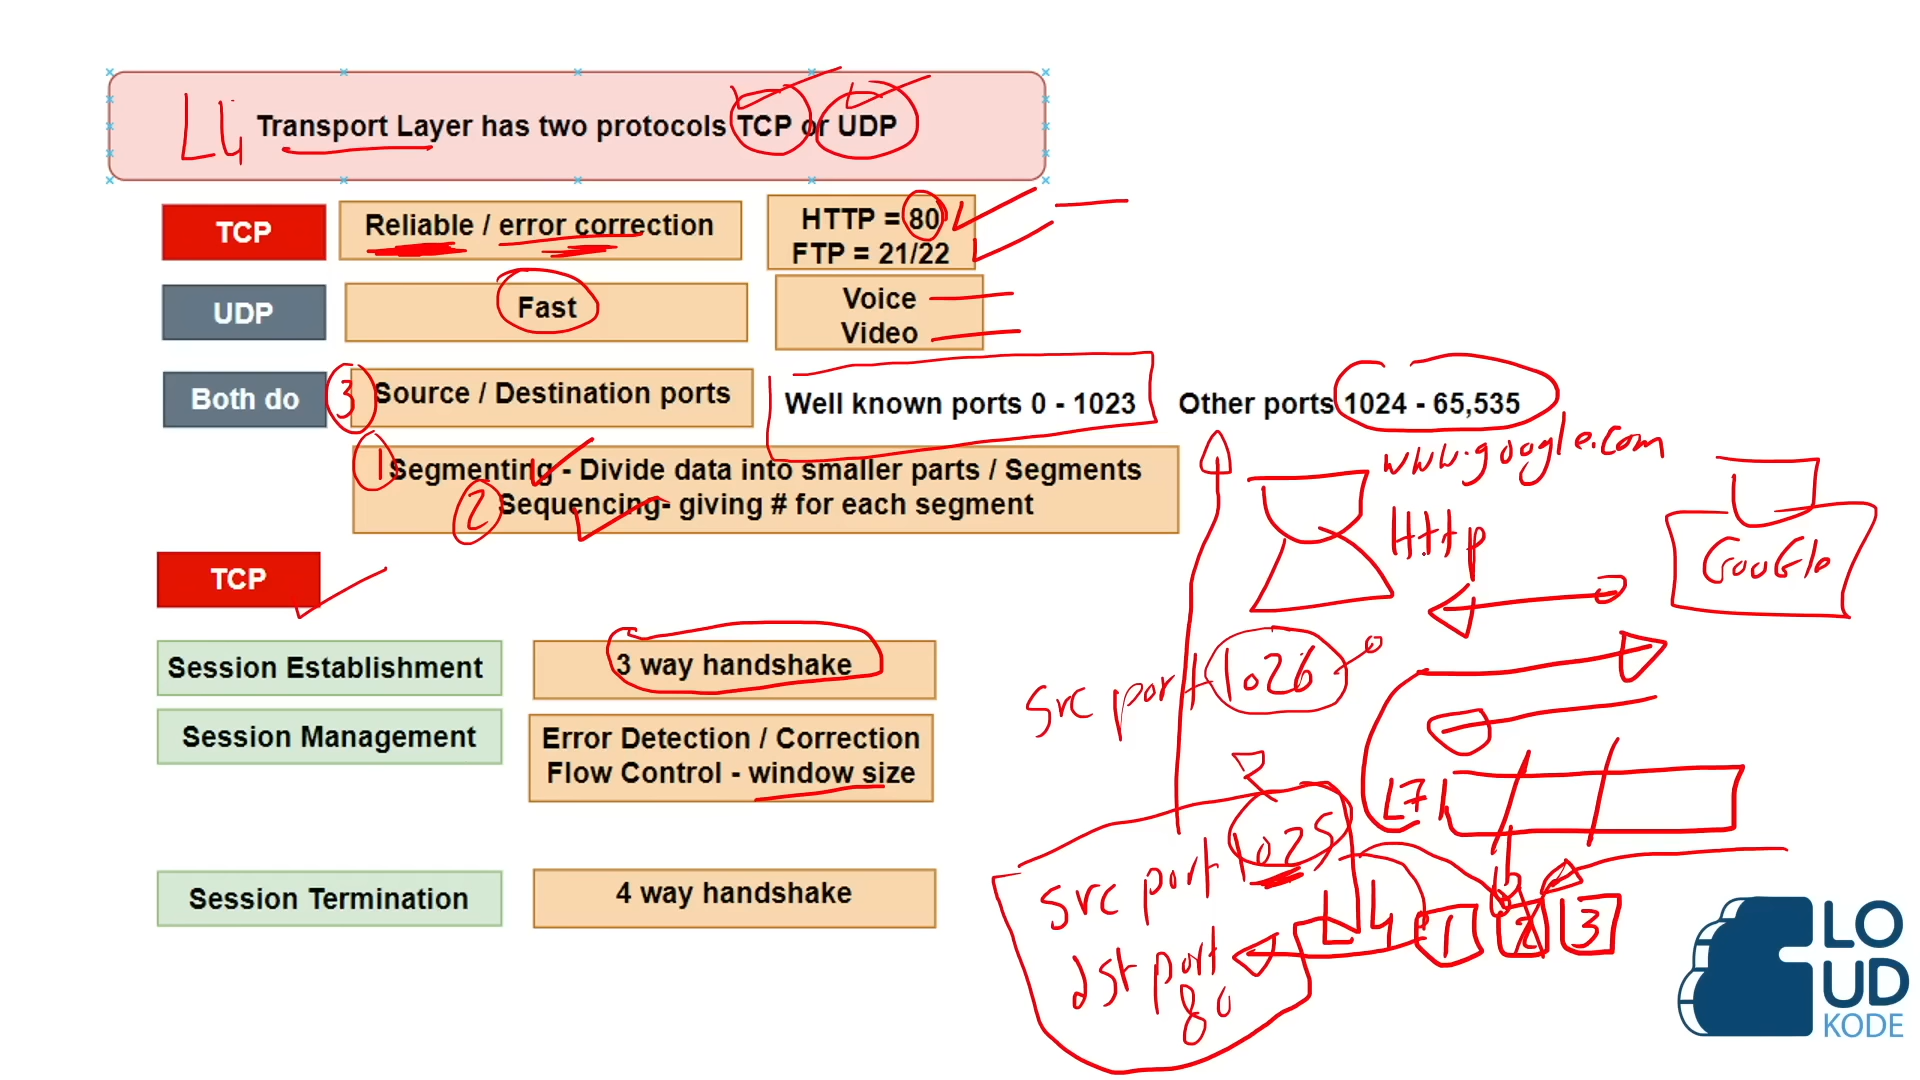 L4 Transport Layer has two protocols TCP or UDP
TCP
Reliable / error correction
HTTP = 80
FTP = 21/22
UDP
Fast
Voice
Video
Both do
3
Source / Destination ports
Well known ports 0 - 1023
Other ports 1024 - 65,535
1 Segmenting - Divide data into smaller parts / Segments
2 Sequencing- giving # for each segment
www.google.com
Http
GooGle
TCP
Session Establishment
3 way handshake
src port 1026
Session Management
Error Detection / Correction
Flow Control - window size
L7
src port 1025
Session Termination
4 way handshake
L4 1 2 3
dst port
80
LO
UD
KODE